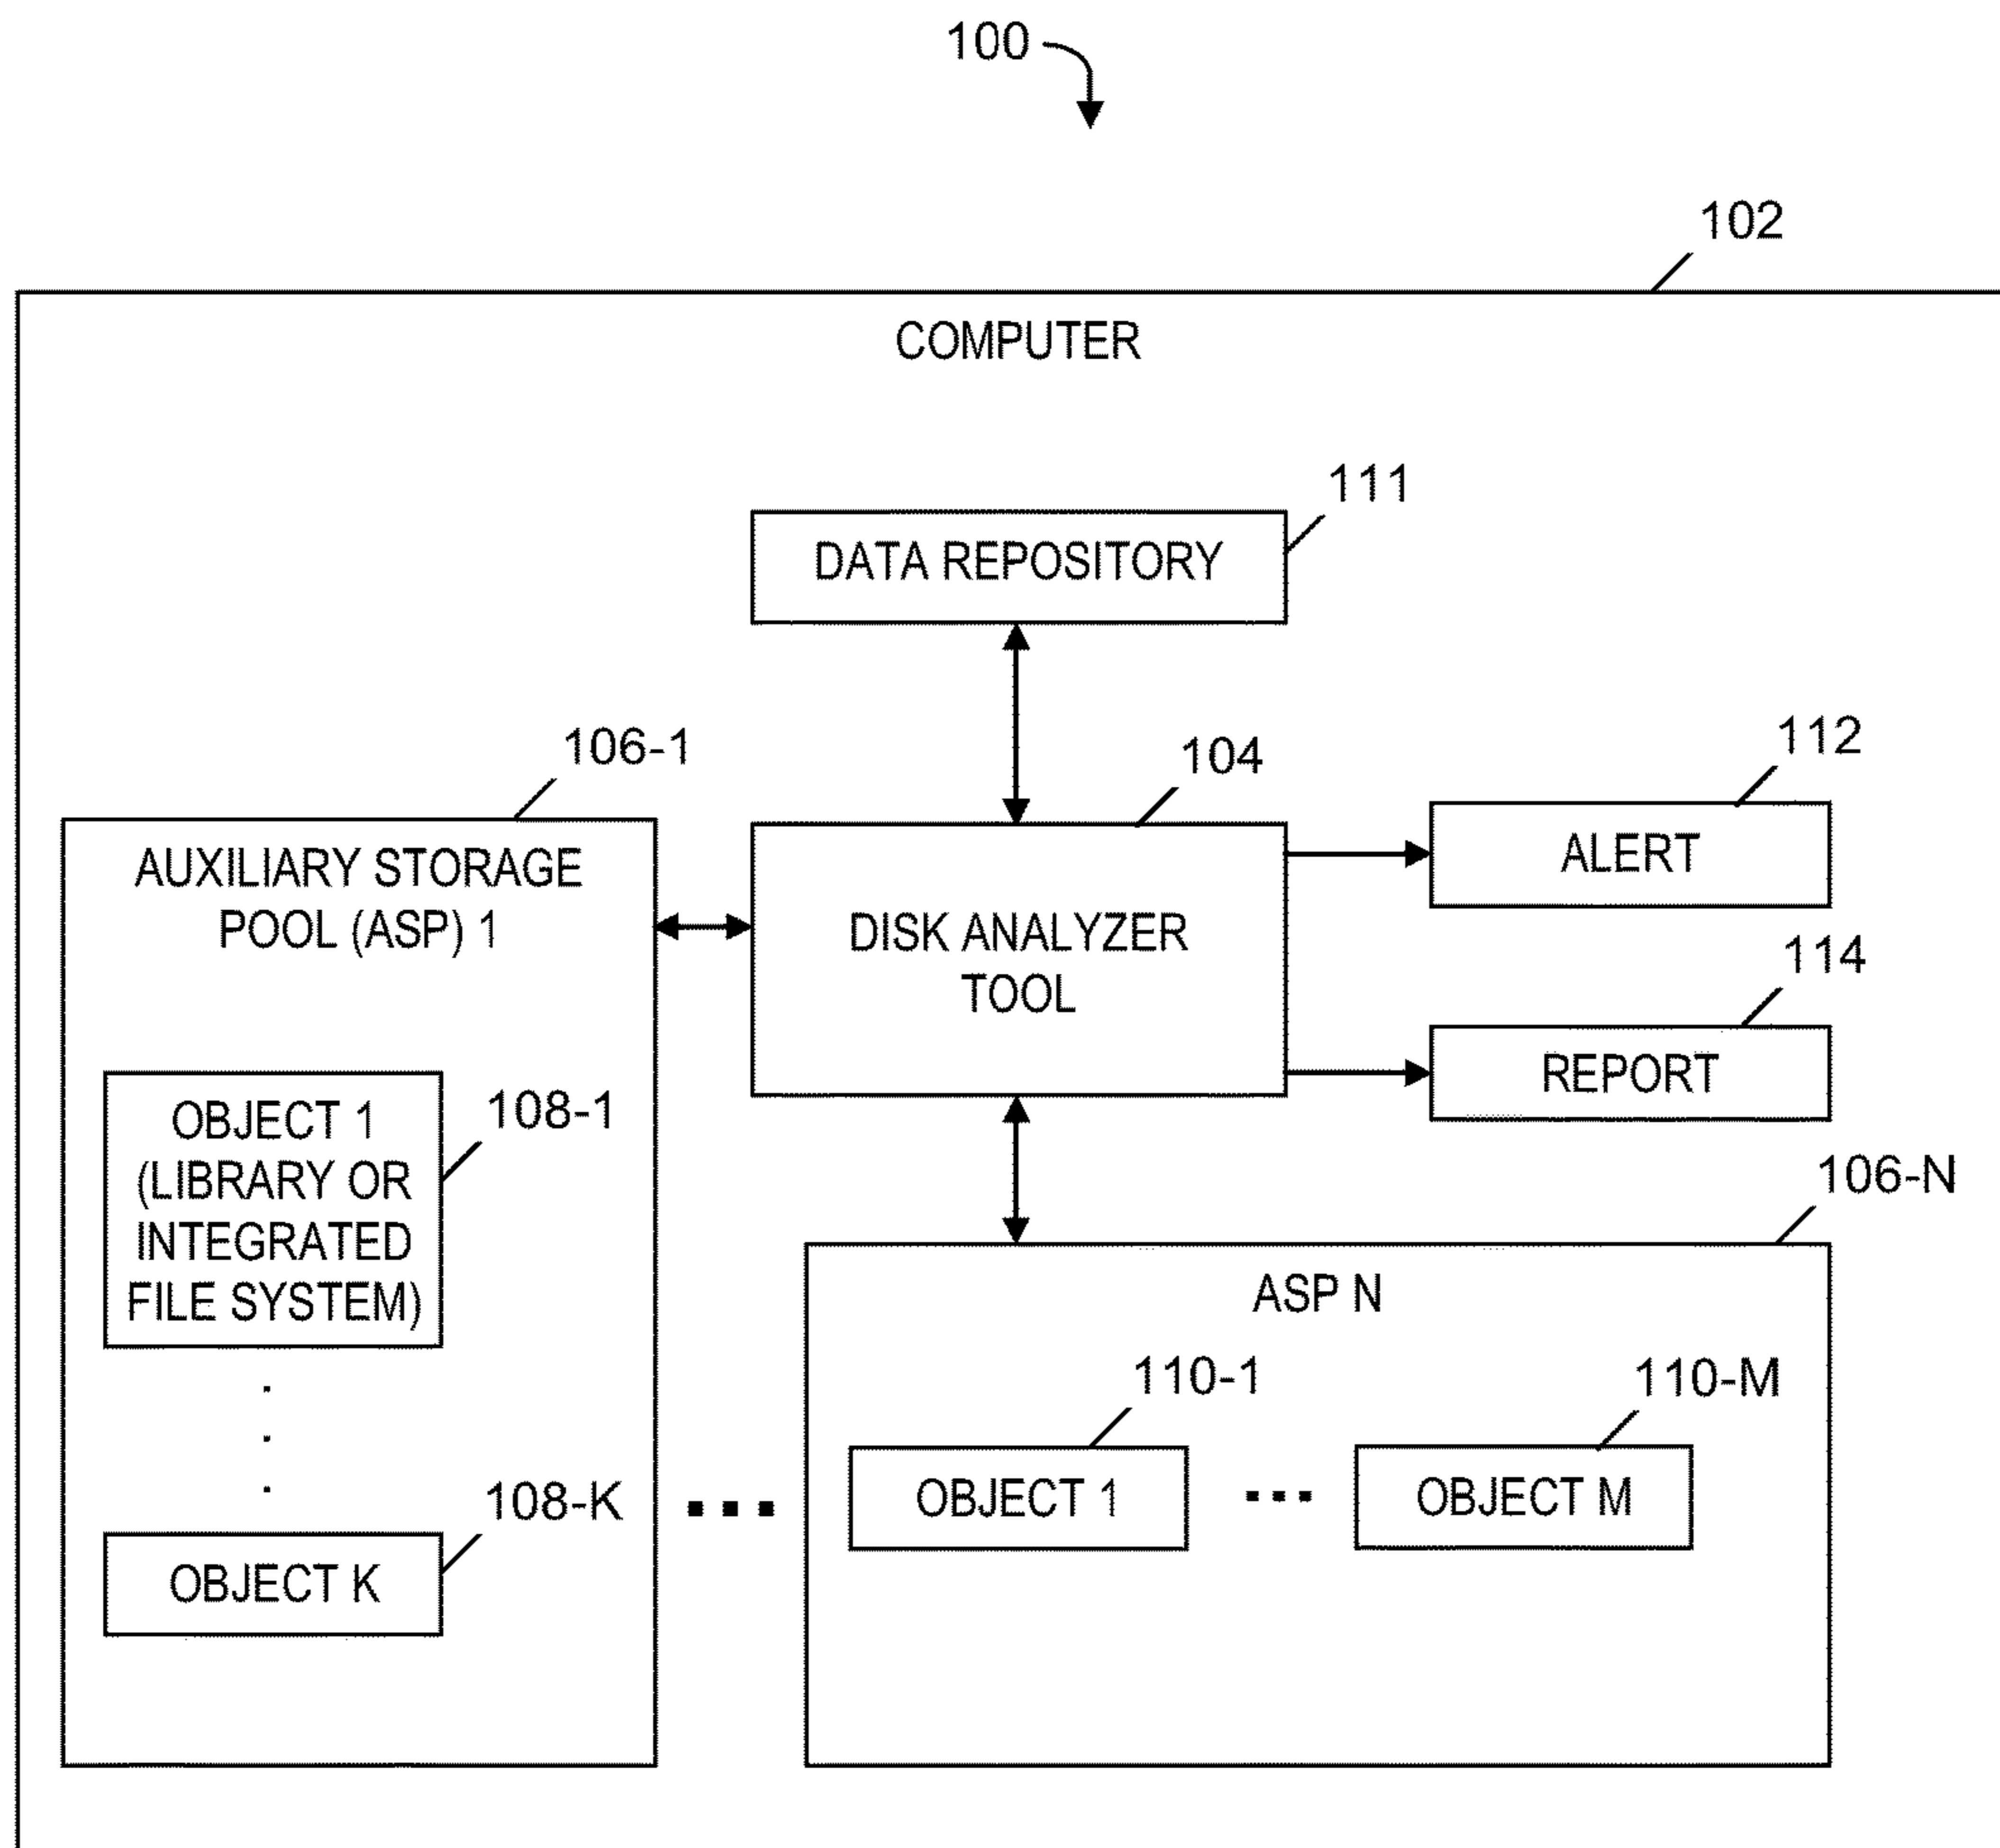 100
102
COMPUTER
111
DATA REPOSITORY
106-1
104
112
AUXILIARY STORAGE
POOL (ASP) 1
DISK ANALYZER
TOOL
ALERT
114
REPORT
OBJECT 1
(LIBRARY OR
INTEGRATED
FILE SYSTEM)
108-1
106-N
ASP N
110-1
110-M
108-K
OBJECT K
OBJECT 1
OBJECT M